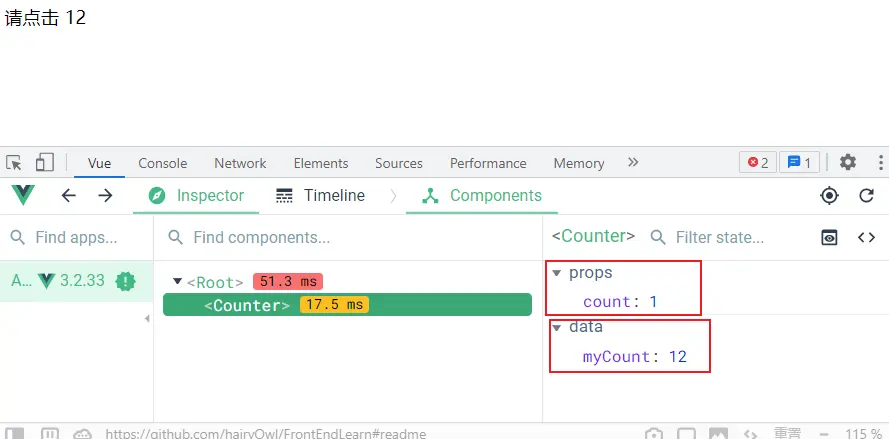 请点击 12
Vue Console Network Elements Sources Performance Memory 2 1
Inspector Timeline Components
Find apps... Find components... <Counter> Filter state...
A... 3.2.33 <Root> 51.3 ms props
<Counter> 17.5 ms count: 1
data
myCount: 12
https://github.com/hairyOwl/FrontEndLearn#readme 重置 115 %